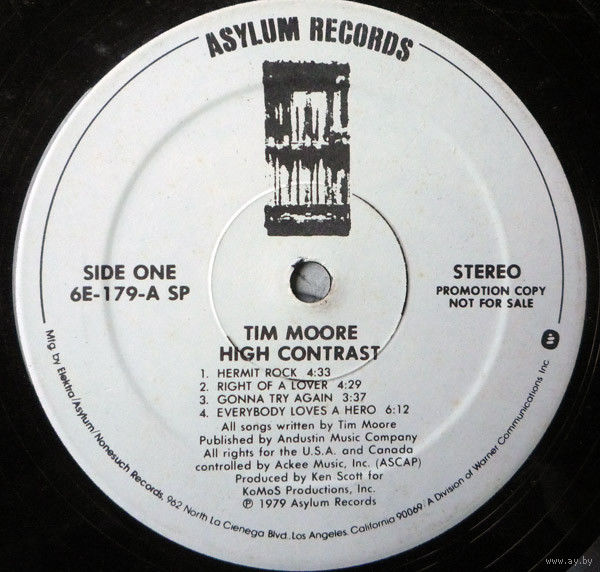 ASYLUM RECORDS
SIDE ONE
6E-179-A SP
STEREO
PROMOTION COPY
NOT FOR SALE
TIM MOORE
HIGH CONTRAST
1. HERMIT ROCK 4:33
2. RIGHT OF A LOVER 4:29
3. GONNA TRY AGAIN 3:37
4. EVERYBODY LOVES A HERO 6:12
All songs written by Tim Moore
Published by Andustin Music Company
All rights for the U.S.A. and Canada
controlled by Ackee Music, Inc. (ASCAP)
Produced by Ken Scott for
KoMoS Productions, Inc.
℗ 1979 Asylum Records
Mfg. by Elektra/Asylum/Nonesuch Records, 962 North La Cienega Blvd., Los Angeles, California 90069. A Division of Warner Communications Inc.
www.ay.by